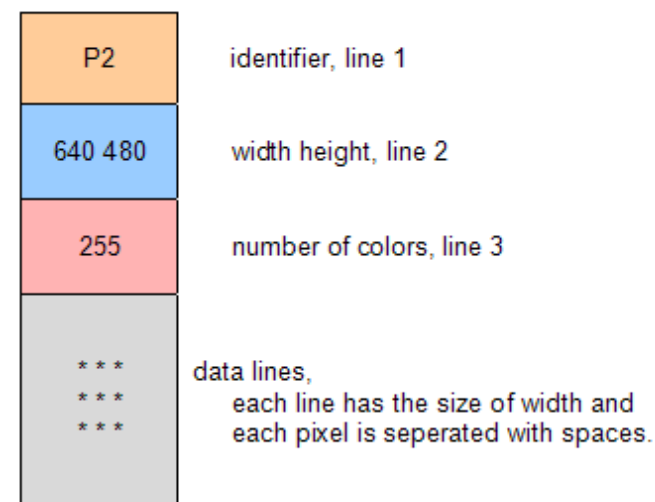 P2 identifier, line 1
640 480 width height, line 2
255 number of colors, line 3
* * * data lines,
* * * each line has the size of width and
* * * each pixel is seperated with spaces.